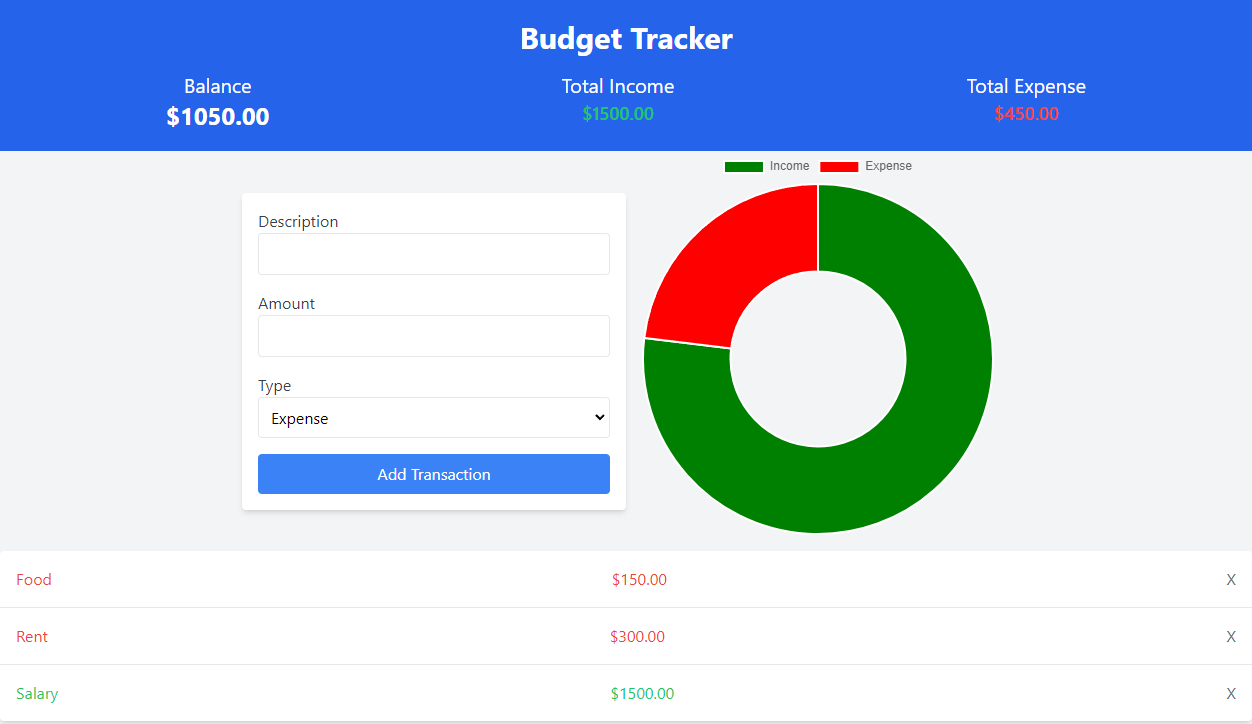 Budget Tracker
Balance Total Income Total Expense
$1050.00 $1500.00 $450.00
Income Expense
Description
Amount
Type
Expense
Add Transaction
Food $150.00 X
Rent $300.00 X
Salary $1500.00 X